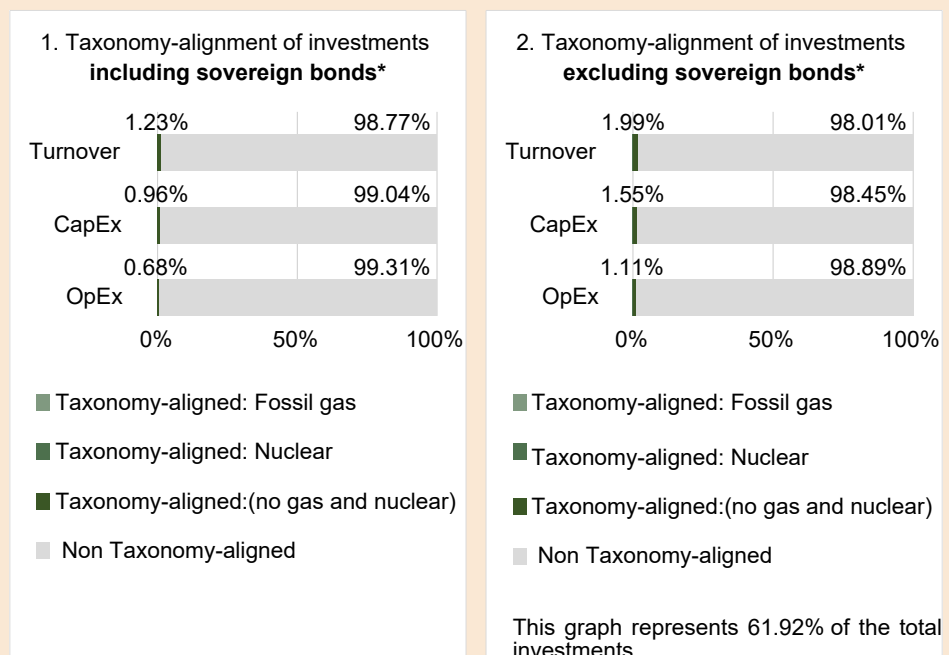 1. Taxonomy-alignment of investments
including sovereign bonds*
1.23% 98.77%
Turnover
0.96% 99.04%
CapEx
0.68% 99.31%
OpEx
0% 50% 100%
Taxonomy-aligned: Fossil gas
Taxonomy-aligned: Nuclear
Taxonomy-aligned:(no gas and nuclear)
Non Taxonomy-aligned
2. Taxonomy-alignment of investments
excluding sovereign bonds*
1.99% 98.01%
Turnover
1.55% 98.45%
CapEx
1.11% 98.89%
OpEx
0% 50% 100%
Taxonomy-aligned: Fossil gas
Taxonomy-aligned: Nuclear
Taxonomy-aligned:(no gas and nuclear)
Non Taxonomy-aligned
This graph represents 61.92% of the total
investments